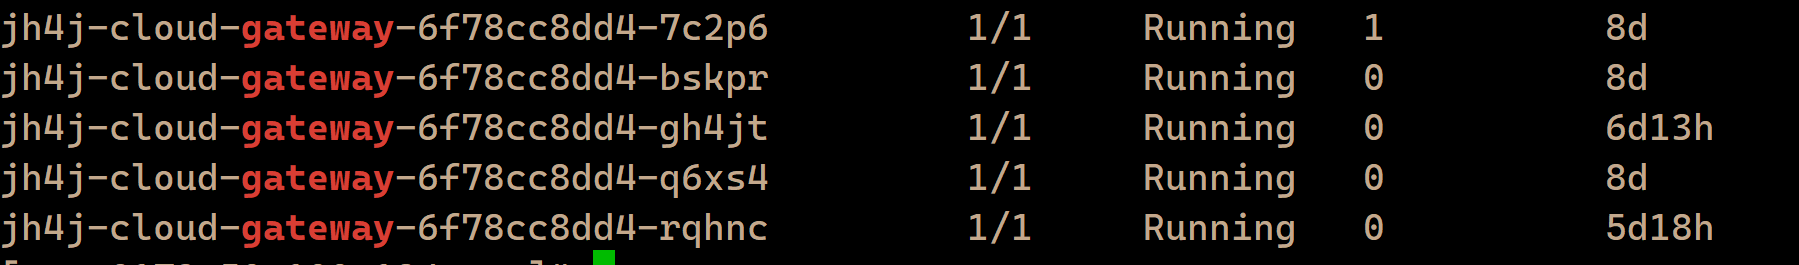 jh4j-cloud-gateway-6f78cc8dd4-7c2p6 1/1 Running 1 8d
jh4j-cloud-gateway-6f78cc8dd4-bskpr 1/1 Running 0 8d
jh4j-cloud-gateway-6f78cc8dd4-gh4jt 1/1 Running 0 6d13h
jh4j-cloud-gateway-6f78cc8dd4-q6xs4 1/1 Running 0 8d
jh4j-cloud-gateway-6f78cc8dd4-rqhnc 1/1 Running 0 5d18h